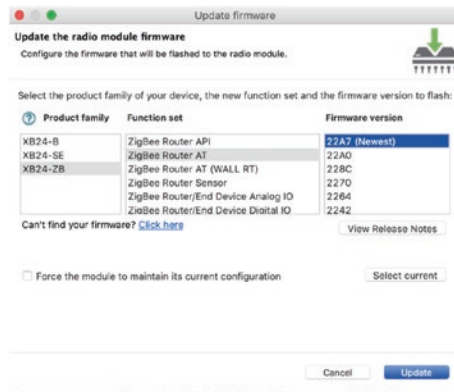 Update firmware
Update the radio module firmware
Configure the firmware that will be flashed to the radio module.
Select the product family of your device, the new function set and the firmware version to flash:
Product family Function set Firmware version
XB24-B ZigBee Router API 22A7 (Newest)
XB24-SE ZigBee Router AT 22A0
XB24-ZB ZigBee Router AT (WALL RT) 228C
ZigBee Router Sensor 2270
ZigBee Router/End Device Analog IO 2264
ZigBee Router/End Device Digital IO 2242
Can't find your firmware? Click here
View Release Notes
Force the module to maintain its current configuration Select current
Cancel Update